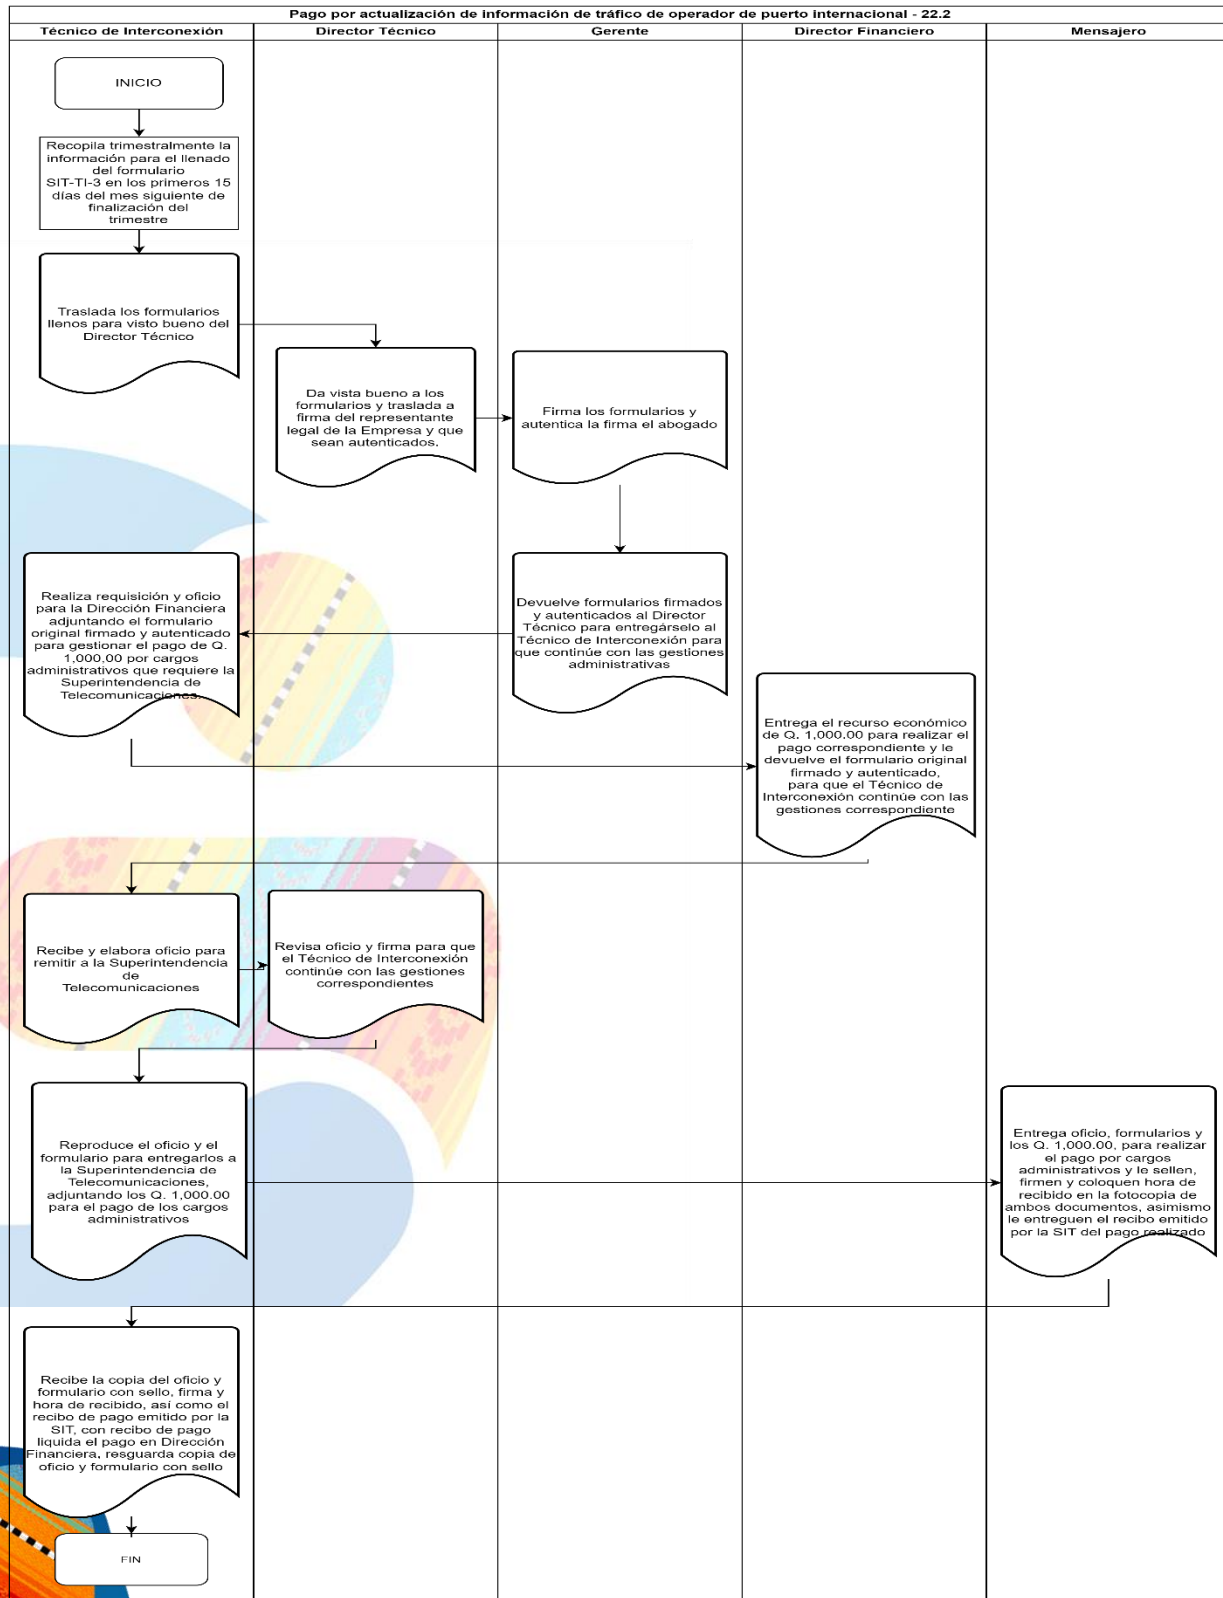 Pago por actualización de información de tráfico de operador de puerto internacional - 22.2
Técnico de Interconexión
Director Técnico
Gerente
Director Financiero
Mensajero
INICIO
Recopila trimestralmente la
información para el llenado
del formulario
SIT-TI-3 en los primeros 15
días del mes siguiente de
finalización del
trimestre
Traslada los formularios
llenos para visto bueno del
Director Técnico
Da vista bueno a los
formularios y traslada a
firma del representante
legal de la Empresa y que
sean autenticados.
Firma los formularios y
autentica la firma el abogado
Devuelve formularios firmados
y autenticados al Director
Técnico para entregárselo al
Técnico de Interconexión para
que continúe con las gestiones
administrativas
Realiza requisición y oficio
para la Dirección Financiera
adjuntando el formulario
original firmado y autenticado
para gestionar el pago de Q.
1,000.00 por cargos
administrativos que requiere la
Superintendencia de
Telecomunicaciones.
Entrega el recurso económico
de Q. 1,000.00 para realizar el
pago correspondiente y le
devuelve el formulario original
firmado y autenticado,
para que el Técnico de
Interconexión continúe con las
gestiones correspondiente
Recibe y elabora oficio para
remitir a la Superintendencia
de
Telecomunicaciones
Revisa oficio y firma para que
el Técnico de Interconexión
continúe con las gestiones
correspondientes
Reproduce el oficio y el
formulario para entregarlos a
la Superintendencia de
Telecomunicaciones,
adjuntando los Q. 1,000.00
para el pago de los cargos
administrativos
Entrega oficio, formularios y
los Q. 1,000.00, para realizar
el pago por cargos
administrativos y le sellen,
firmen y coloquen hora de
recibido en la fotocopia de
ambos documentos, asimismo
le entreguen el recibo emitido
por la SIT del pago realizado
Recibe la copia del oficio y
formulario con sello, firma y
hora de recibido, así como el
recibo de pago emitido por la
SIT, con recibo de pago
liquida el pago en Dirección
Financiera, resguarda copia de
oficio y formulario con sello
FIN